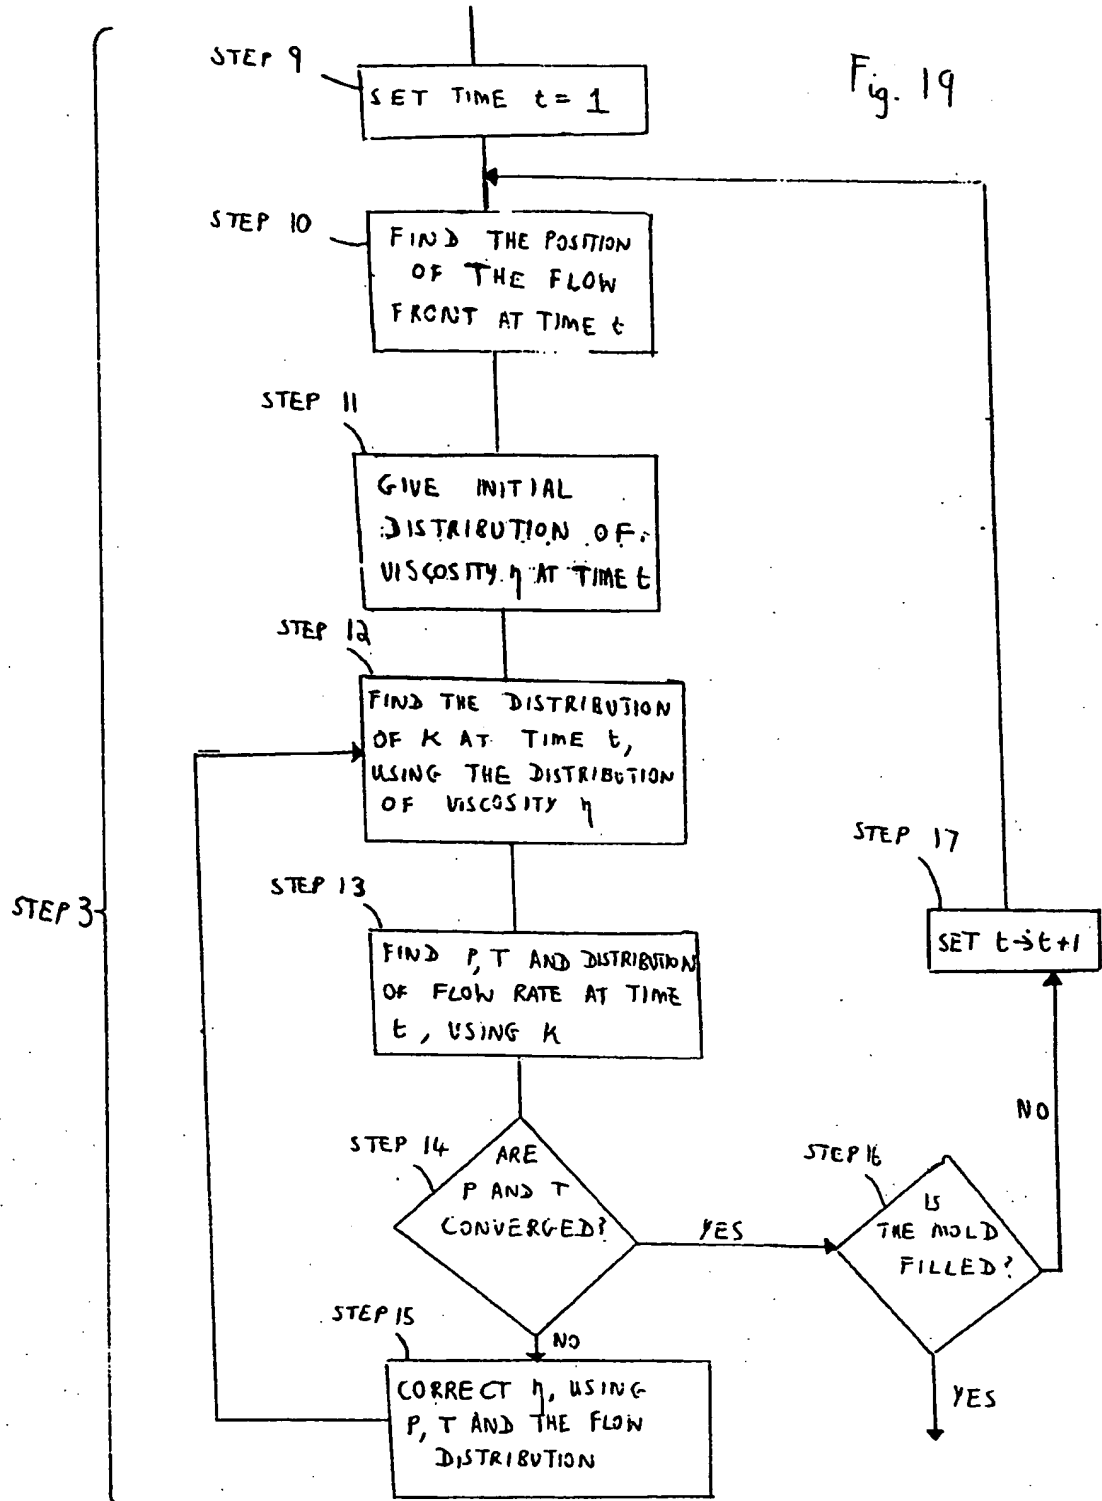 Fig. 19
STEP 3
STEP 9
SET TIME t = 1
STEP 10
FIND THE POSITION
OF THE FLOW
FRONT AT TIME t
STEP 11
GIVE INITIAL
DISTRIBUTION OF
VISCOSITY η AT TIME t
STEP 12
FIND THE DISTRIBUTION
OF K AT TIME t,
USING THE DISTRIBUTION
OF VISCOSITY η
STEP 13
FIND P, T AND DISTRIBUTION
OF FLOW RATE AT TIME
t, USING K
STEP 14
ARE
P AND T
CONVERGED?
YES
NO
STEP 15
CORRECT η, USING
P, T AND THE FLOW
DISTRIBUTION
STEP 16
IS
THE MOLD
FILLED?
YES
NO
STEP 17
SET t→t+1